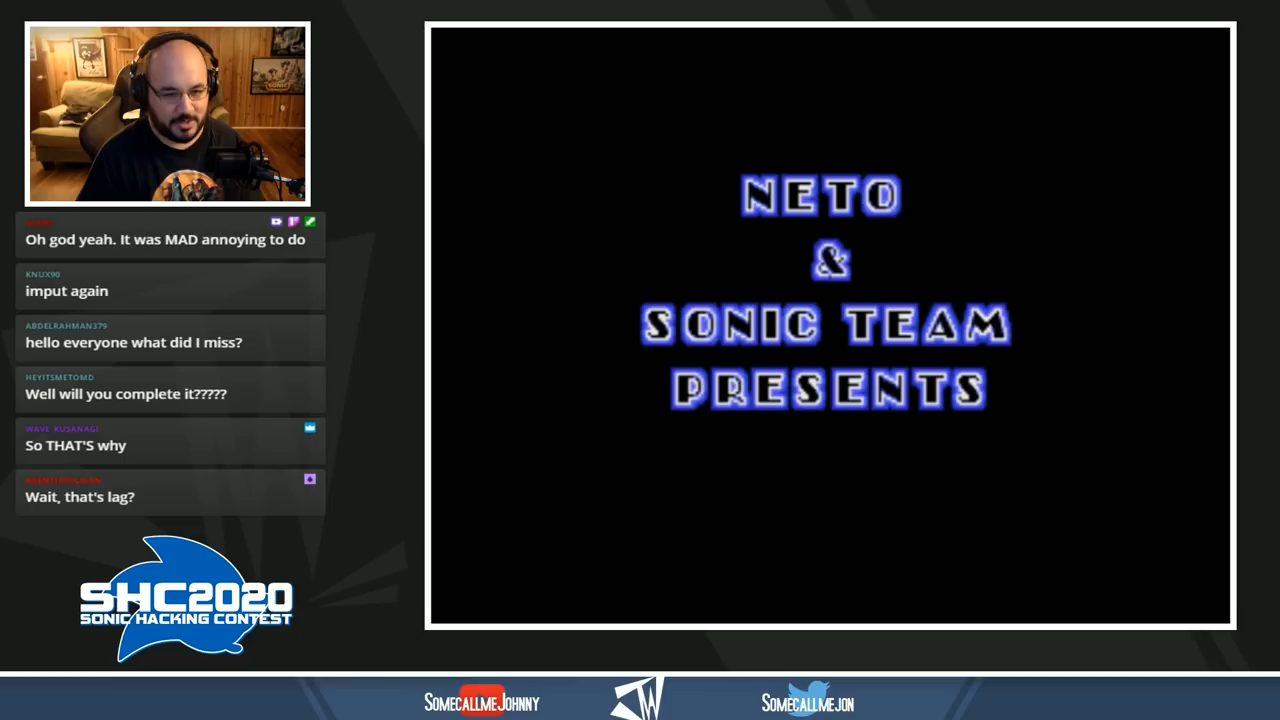 Oh god yeah. It was MAD annoying to do
KNUX90
imput again
ABDELRAHMAN379
hello everyone what did I miss?
HEYITSMETOMD
Well will you complete it?????
WAVE KUSANAGI
So THAT'S why
Wait, that's lag?
SHC2020
SONIC HACKING CONTEST
NETO
&
SONIC TEAM
PRESENTS
SOMECALLMEJOHNNY
SOMECALLMEJON